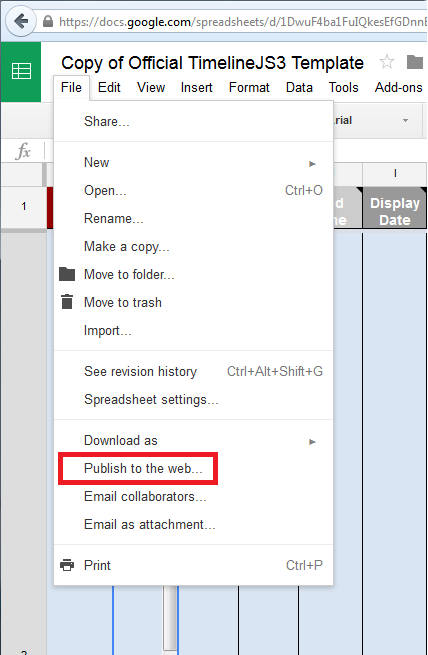 https://docs.google.com/spreadsheets/d/1DwuF4ba1FuIQkesEfGDnn
Copy of Official TimelineJS3 Template
File Edit View Insert Format Data Tools Add-ons
Share...
New
Open... Ctrl+O
Rename...
Make a copy...
Move to folder...
Move to trash
Import...
See revision history Ctrl+Alt+Shift+G
Spreadsheet settings...
Download as
Publish to the web...
Email collaborators...
Email as attachment...
Print Ctrl+P
fx
I
1
Display
Date
2